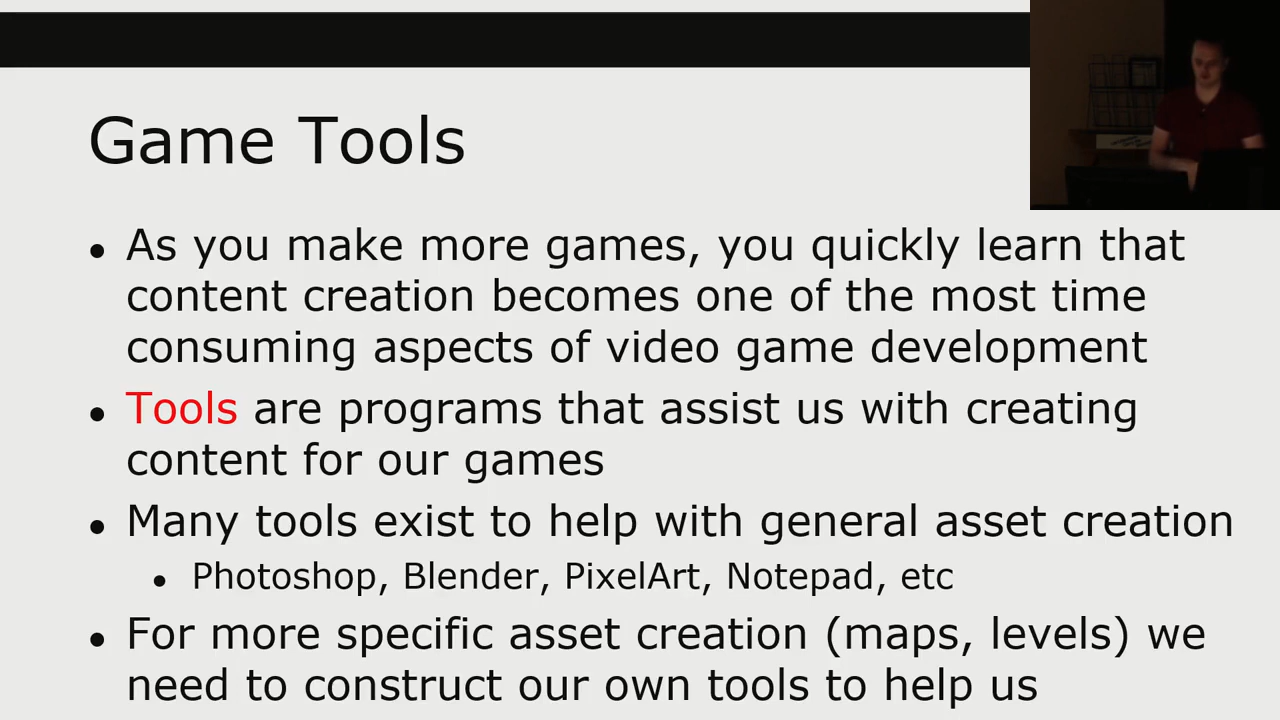 Game Tools
As you make more games, you quickly learn that
content creation becomes one of the most time
consuming aspects of video game development
Tools are programs that assist us with creating
content for our games
Many tools exist to help with general asset creation
Photoshop, Blender, PixelArt, Notepad, etc
For more specific asset creation (maps, levels) we
need to construct our own tools to help us